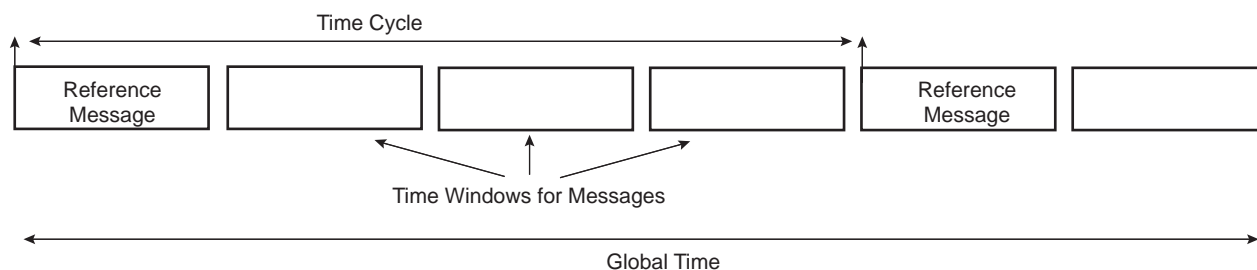 Time Cycle
Reference
Message
Reference
Message
Time Windows for Messages
Global Time